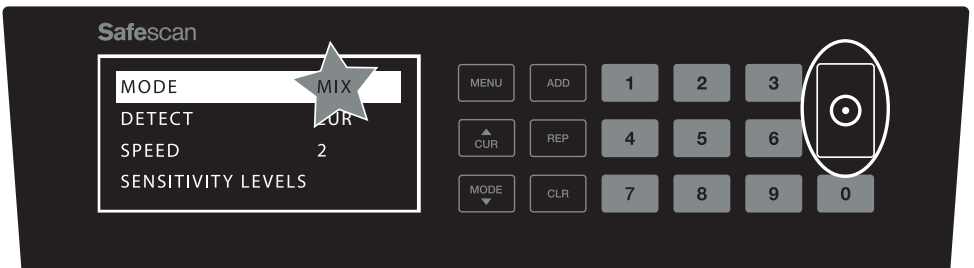 Safescan
MODE MIX
DETECT EUR
SPEED 2
SENSITIVITY LEVELS
MENU ADD 1 2 3
CUR REP 4 5 6
MODE CLR 7 8 9 0